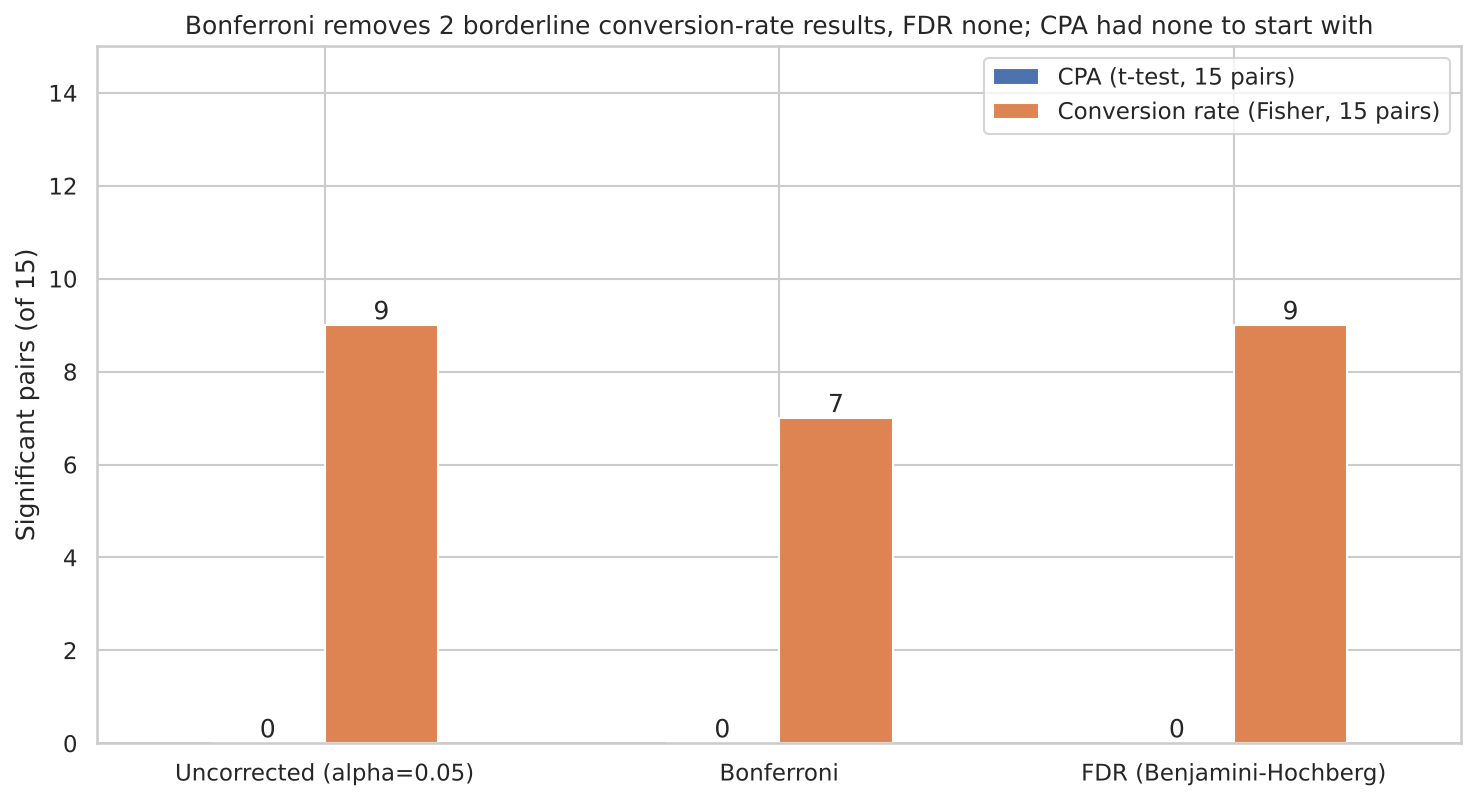 Bonferroni removes 2 borderline conversion-rate results, FDR none; CPA had none to start with
CPA (t-test, 15 pairs)
Conversion rate (Fisher, 15 pairs)
Significant pairs (of 15)
14
12
10
8
6
4
2
0
0
9
0
7
0
9
Uncorrected (alpha=0.05)
Bonferroni
FDR (Benjamini-Hochberg)